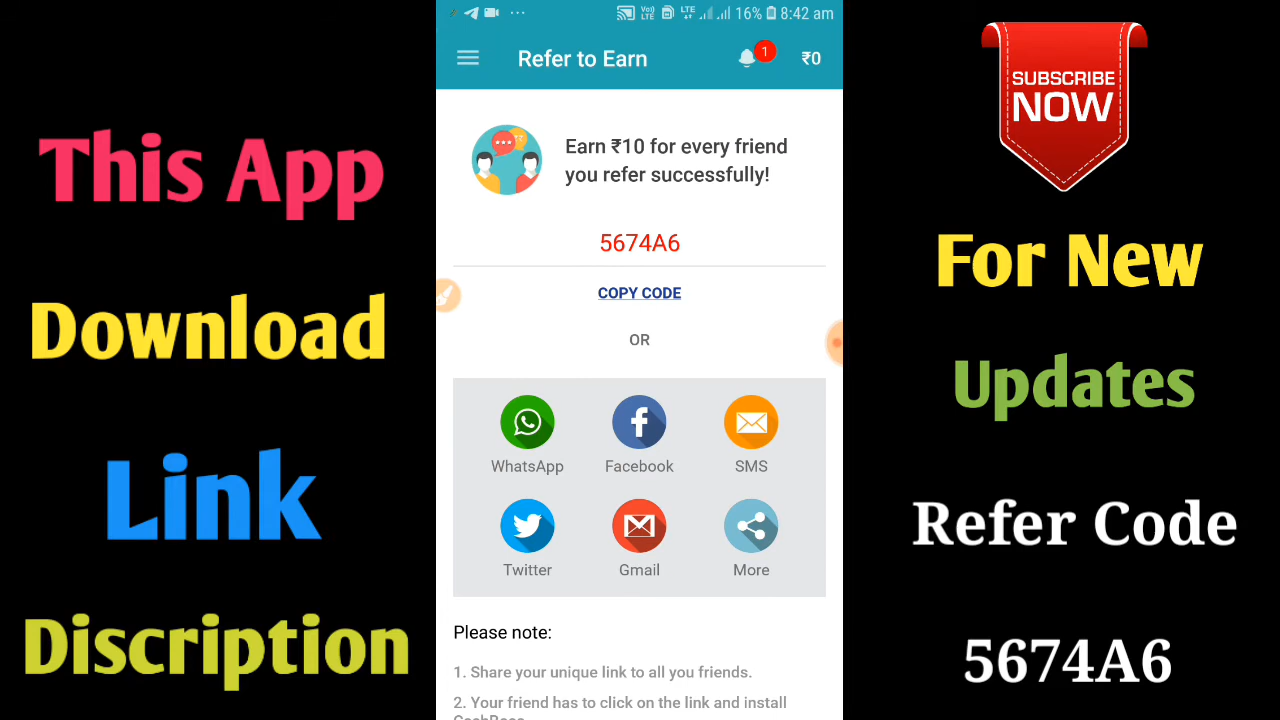 This App
Download
Link
Discription
Vo))
LTE
LTE
16%
8:42 am
Refer to Earn
1
₹0
Earn ₹10 for every friend
you refer successfully!
5674A6
COPY CODE
OR
WhatsApp
Facebook
SMS
Twitter
Gmail
More
Please note:
1. Share your unique link to all you friends.
2. Your friend has to click on the link and install
SUBSCRIBE
NOW
For New
Updates
Refer Code
5674A6